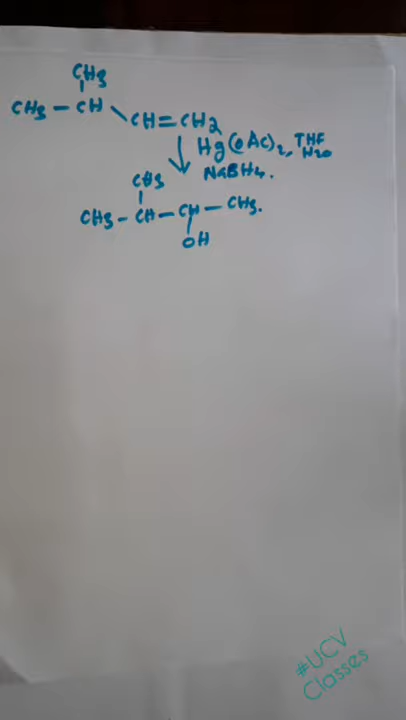 CH3
CH3 - CH \ CH = CH2
Hg(OAc)2, THF
H2O
NaBH4.
CH3
CH3 - CH - CH - CH3.
OH
#UCV
Classes